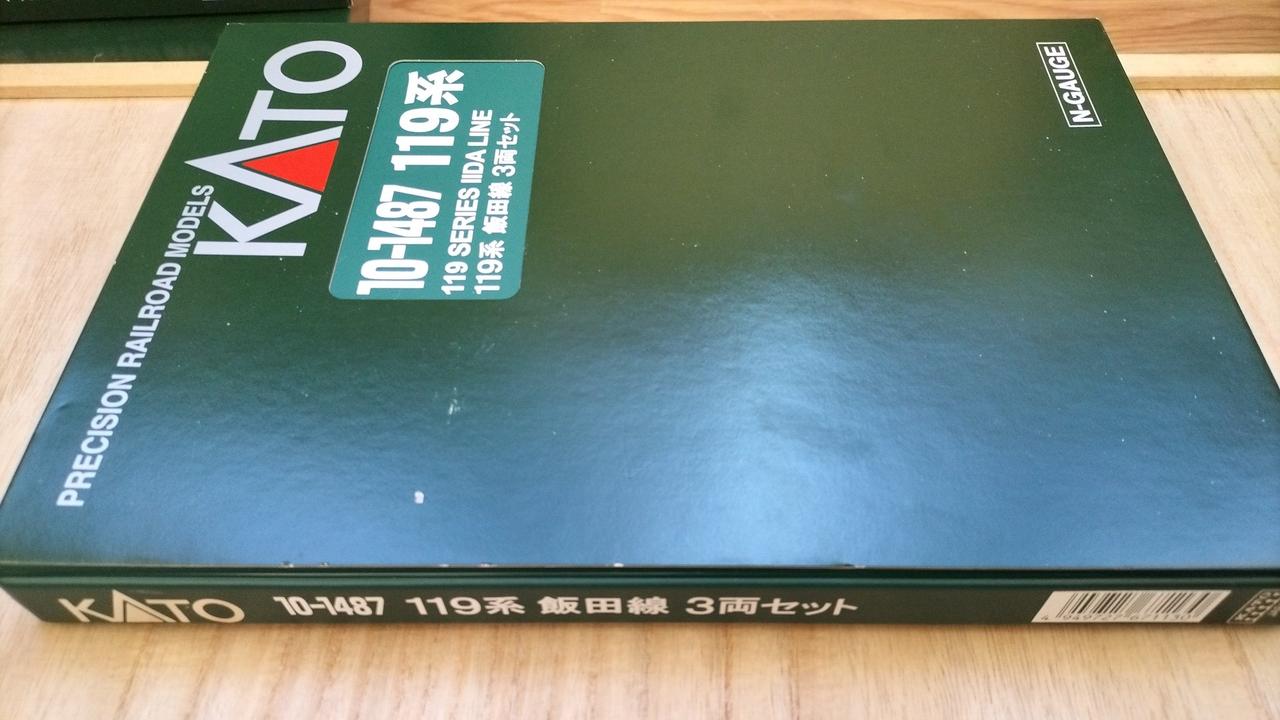 PRECISION RAILROAD MODELS
KATO
10-1487 119系
119 SERIES IIDA LINE
119系 飯田線 3両セット
N-GAUGE
KATO 10-1487 119系 飯田線 3両セット